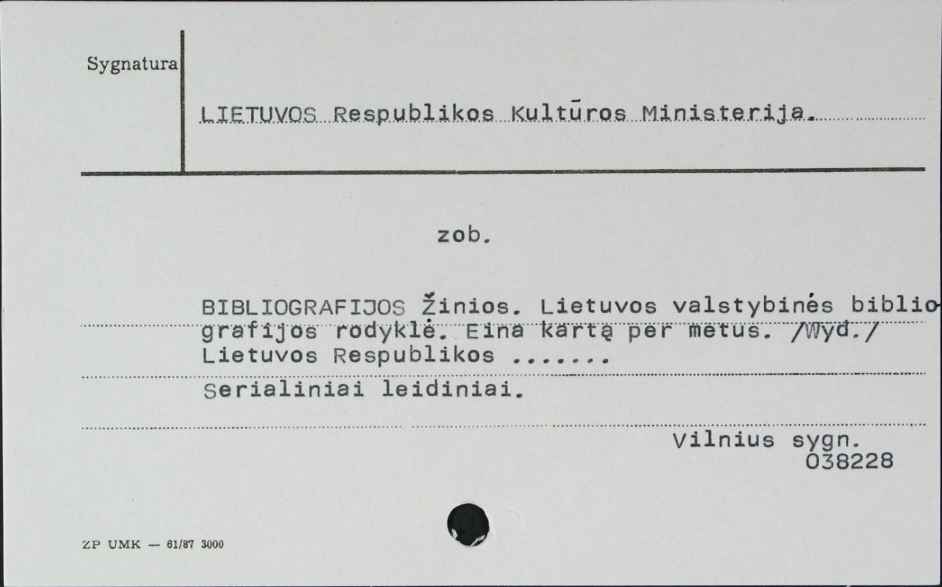 Sygnatura
LIETUVOS Respublikos Kultūros Ministerija.
zob.
BIBLIOGRAFIJOS Žinios. Lietuvos valstybinės biblio-
grafijos rodyklė. Eina kartą per metus. /Wyd./
Lietuvos Respublikos .......
Serialiniai leidiniai.
Vilnius sygn.
038228
ZP UMK — 61/87 3000